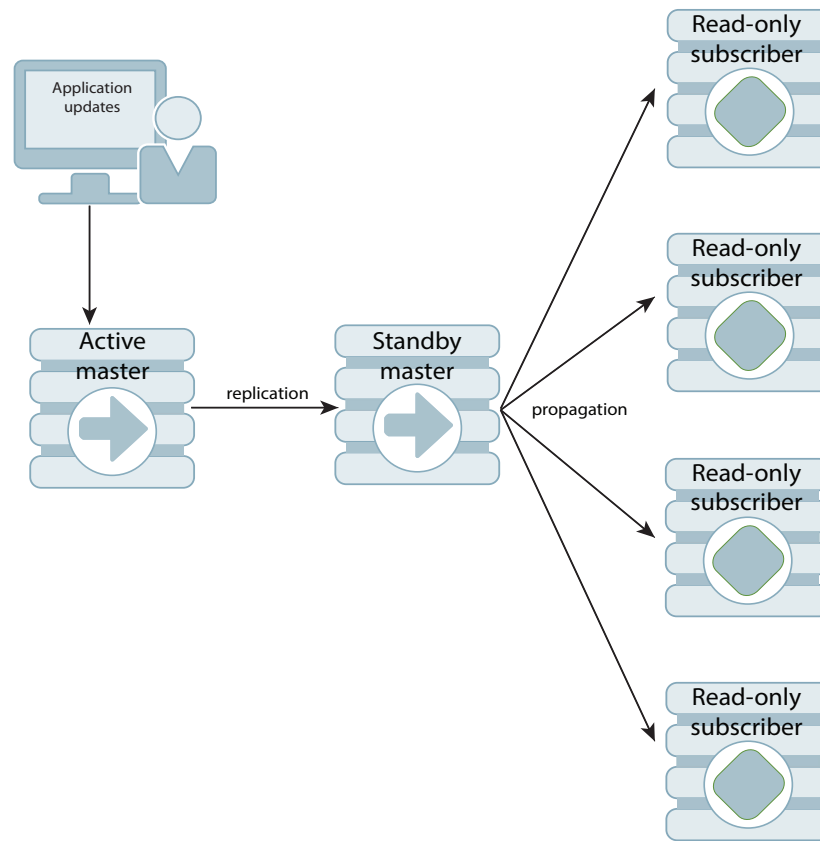 Application
updates
Active
master
replication
Standby
master
propagation
Read-only
subscriber
Read-only
subscriber
Read-only
subscriber
Read-only
subscriber